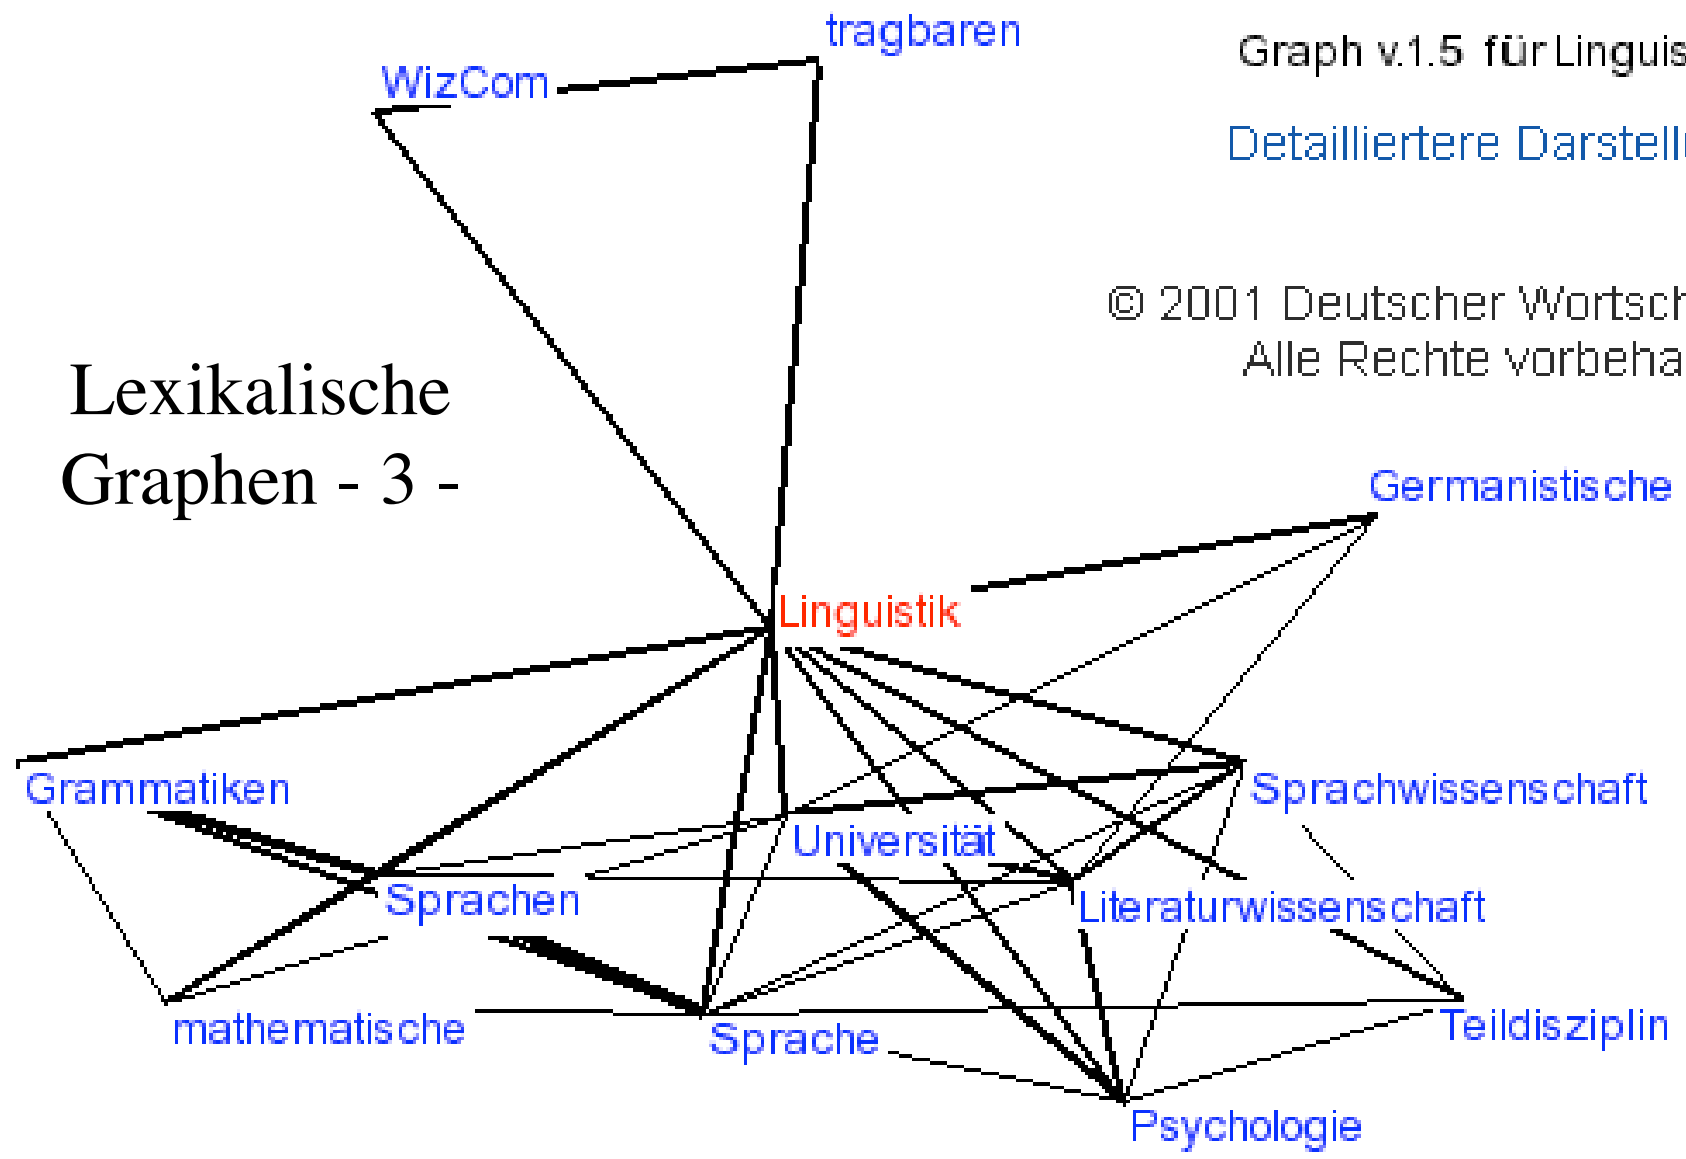 tragbaren
Graph v.1.5 für Linguis
WizCom
Detailliertere Darstell
© 2001 Deutscher Wortsch
Alle Rechte vorbeha
Lexikalische
Graphen - 3 -
Germanistische
Linguistik
Grammatiken
Sprachwissenschaft
Universität
Sprachen
Literaturwissenschaft
mathematische
Sprache
Teildisziplin
Psychologie